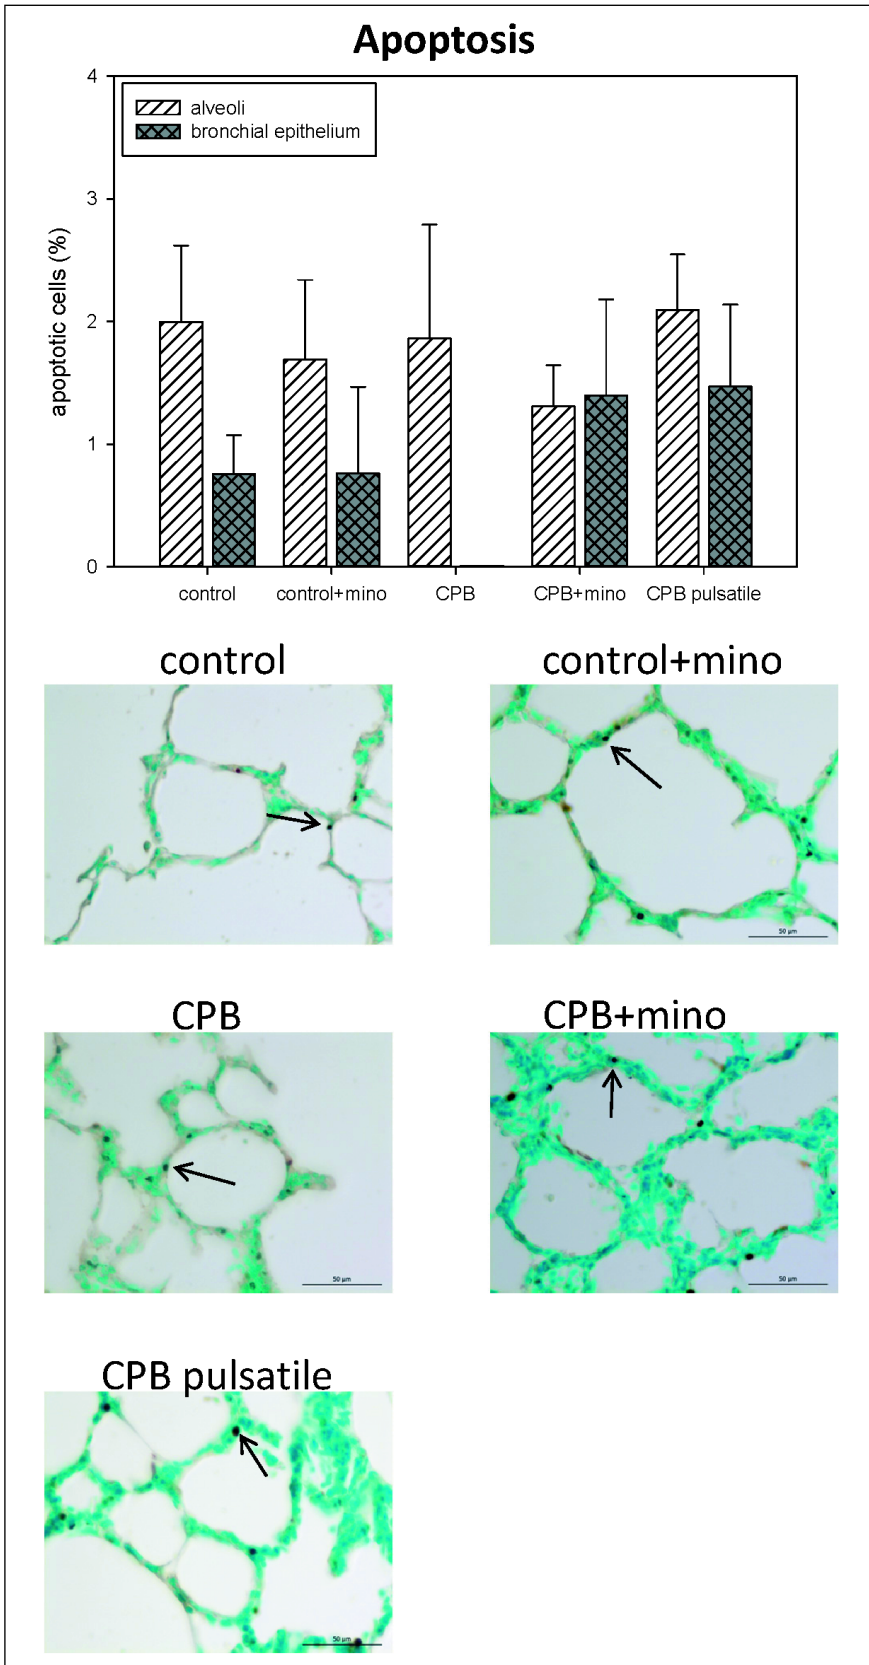 Apoptosis
4
3
2
1
0
apoptotic cells (%)
alveoli
bronchial epithelium
control
control+mino
CPB
CPB+mino
CPB pulsatile
control
control+mino
50 µm
CPB
CPB+mino
50 µm
50 µm
CPB pulsatile
50 µm